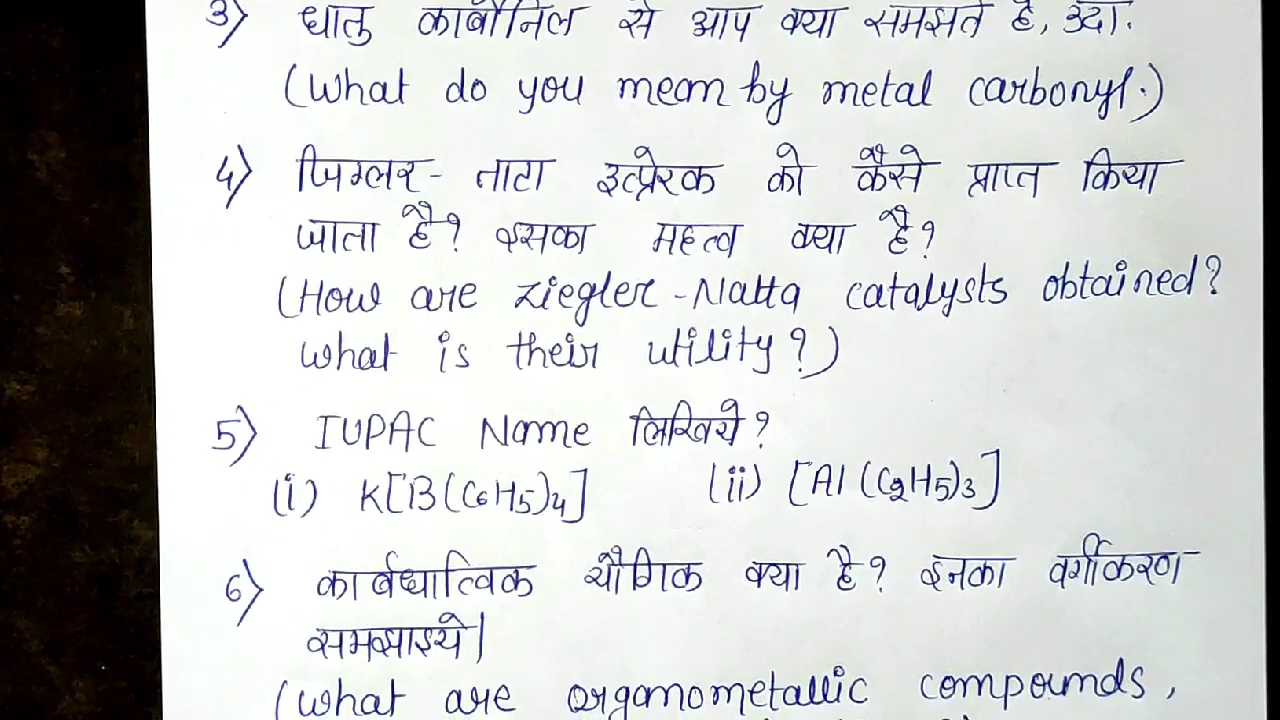 3) धातु कार्बोनिल से आप क्या समझते है, उदा.
(What do you mean by metal carbonyl.)
4) जिग्लर - नाटा उत्प्रेरक को कैसे प्राप्त किया
जाता है? इसका महत्व क्या है?
(How are ziegler - Natta catalysts obtained?
what is their utility?)
5) IUPAC Name लिखिये?
(i) K[B(C6H5)4] (ii) [Al(C2H5)3]
6) कार्बधात्विक यौगिक क्या है? इनका वर्गीकरण
समझाइये|
(what are organometallic compounds,